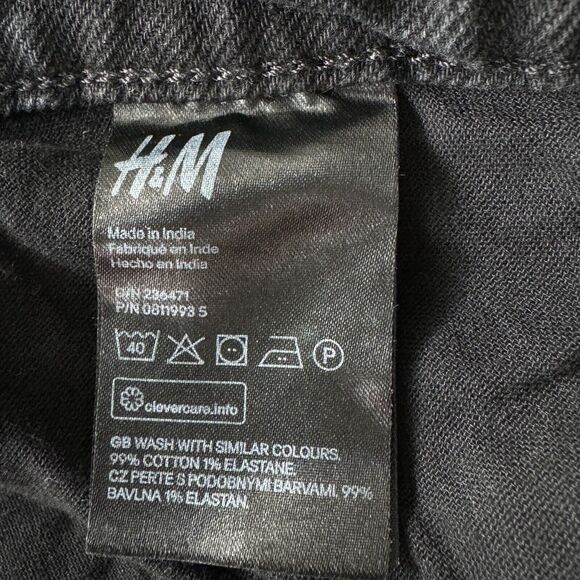 H&M
Made in India
Fabriqué en Inde
Hecho en India
O/N 236471
P/N 0811993 5
40 P
clevercare.info
GB WASH WITH SIMILAR COLOURS.
99% COTTON 1% ELASTANE.
CZ PERTE S PODOBNYMI BARVAMI. 99%
BAVLNA 1% ELASTAN.